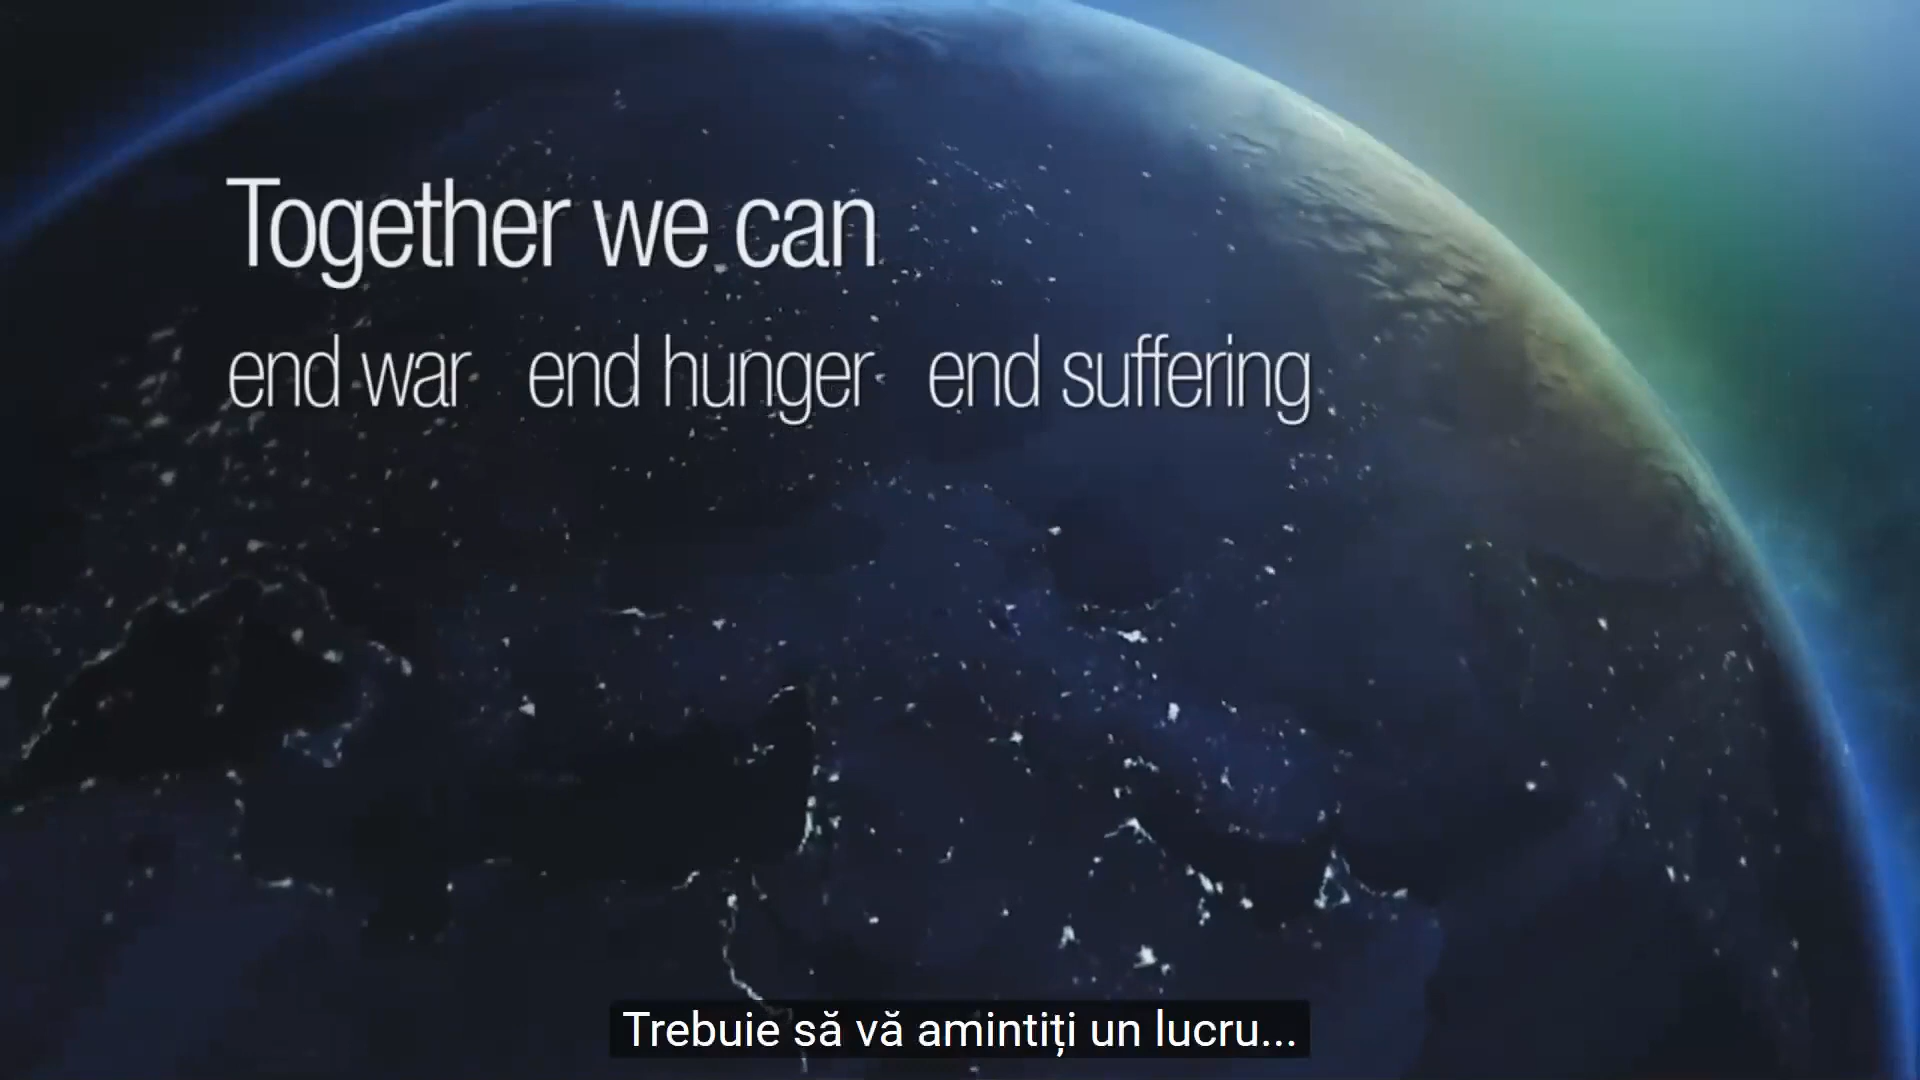 Together we can
end war end hunger end suffering
Trebuie să vă amintiți un lucru...